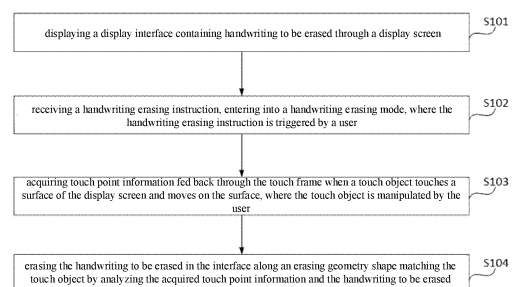 S101
displaying a display interface containing handwriting to be erased through a display screen
S102
receiving a handwriting erasing instruction, entering into a handwriting erasing mode, where the
handwriting erasing instruction is triggered by a user
S103
acquiring touch point information fed back through the touch frame when a touch object touches a
surface of the display screen and moves on the surface, where the touch object is manipulated by the
user
S104
erasing the handwriting to be erased in the interface along an erasing geometry shape matching the
touch object by analyzing the acquired touch point information and the handwriting to be erased